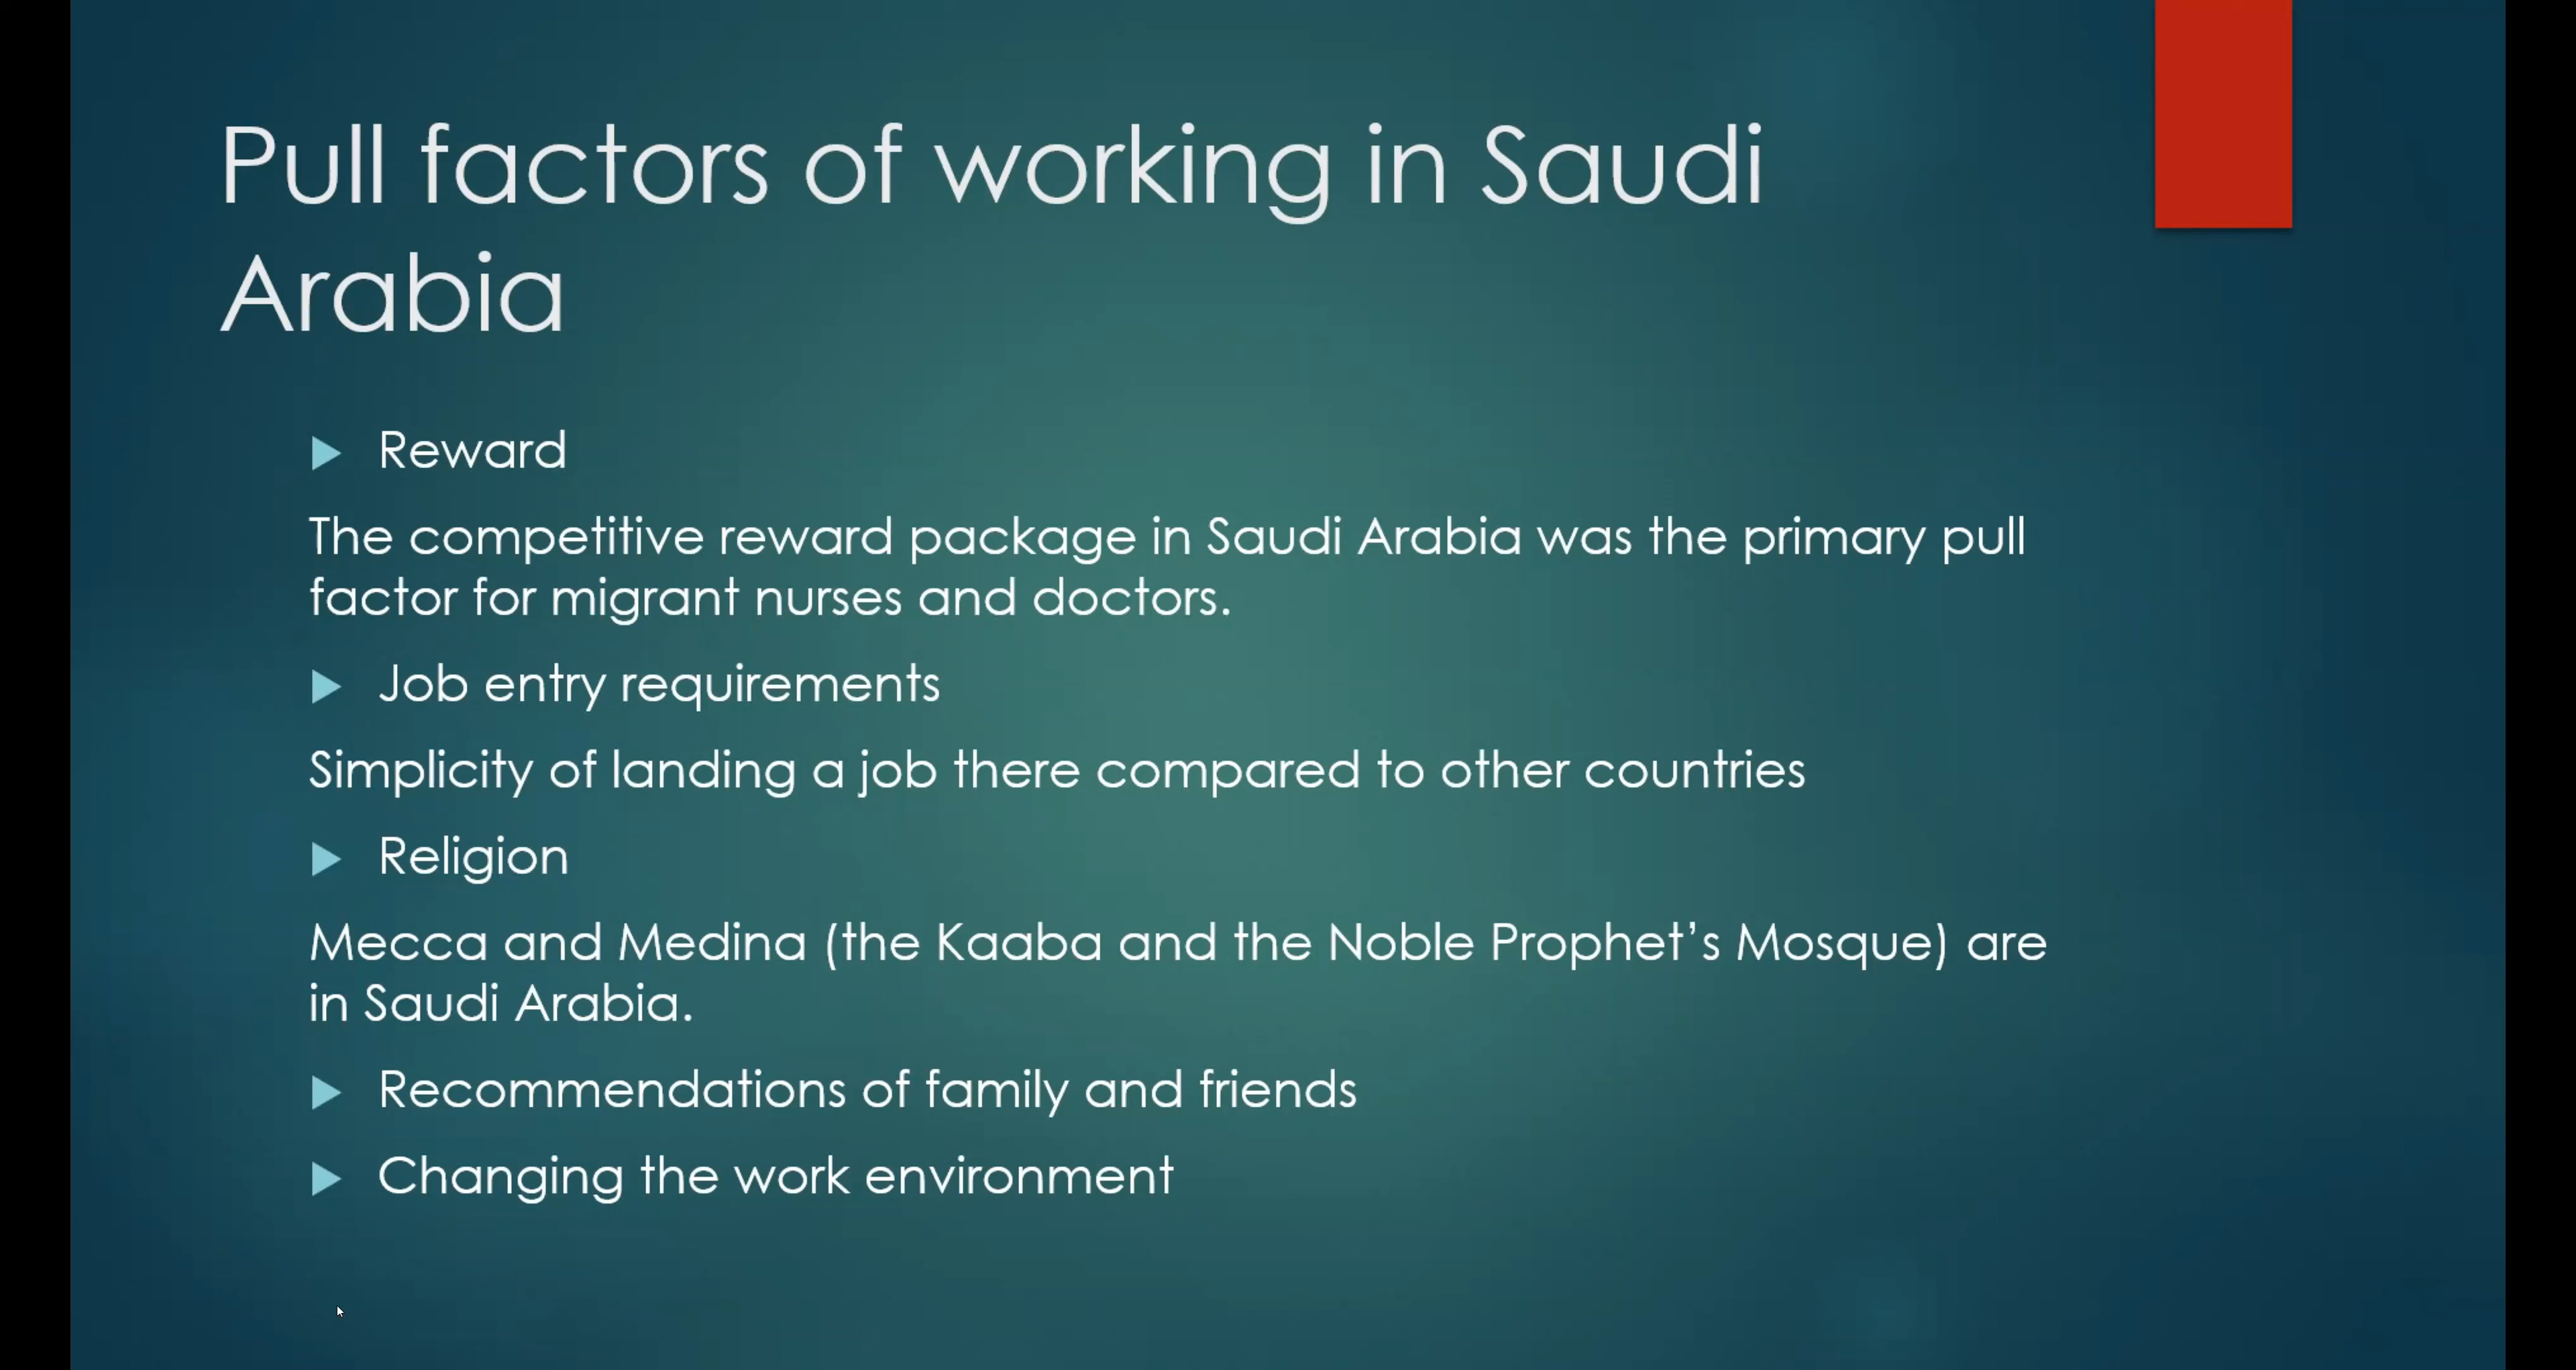 Pull factors of working in Saudi
Arabia
Reward
The competitive reward package in Saudi Arabia was the primary pull
factor for migrant nurses and doctors.
Job entry requirements
Simplicity of landing a job there compared to other countries
Religion
Mecca and Medina (the Kaaba and the Noble Prophet’s Mosque) are
in Saudi Arabia.
Recommendations of family and friends
Changing the work environment